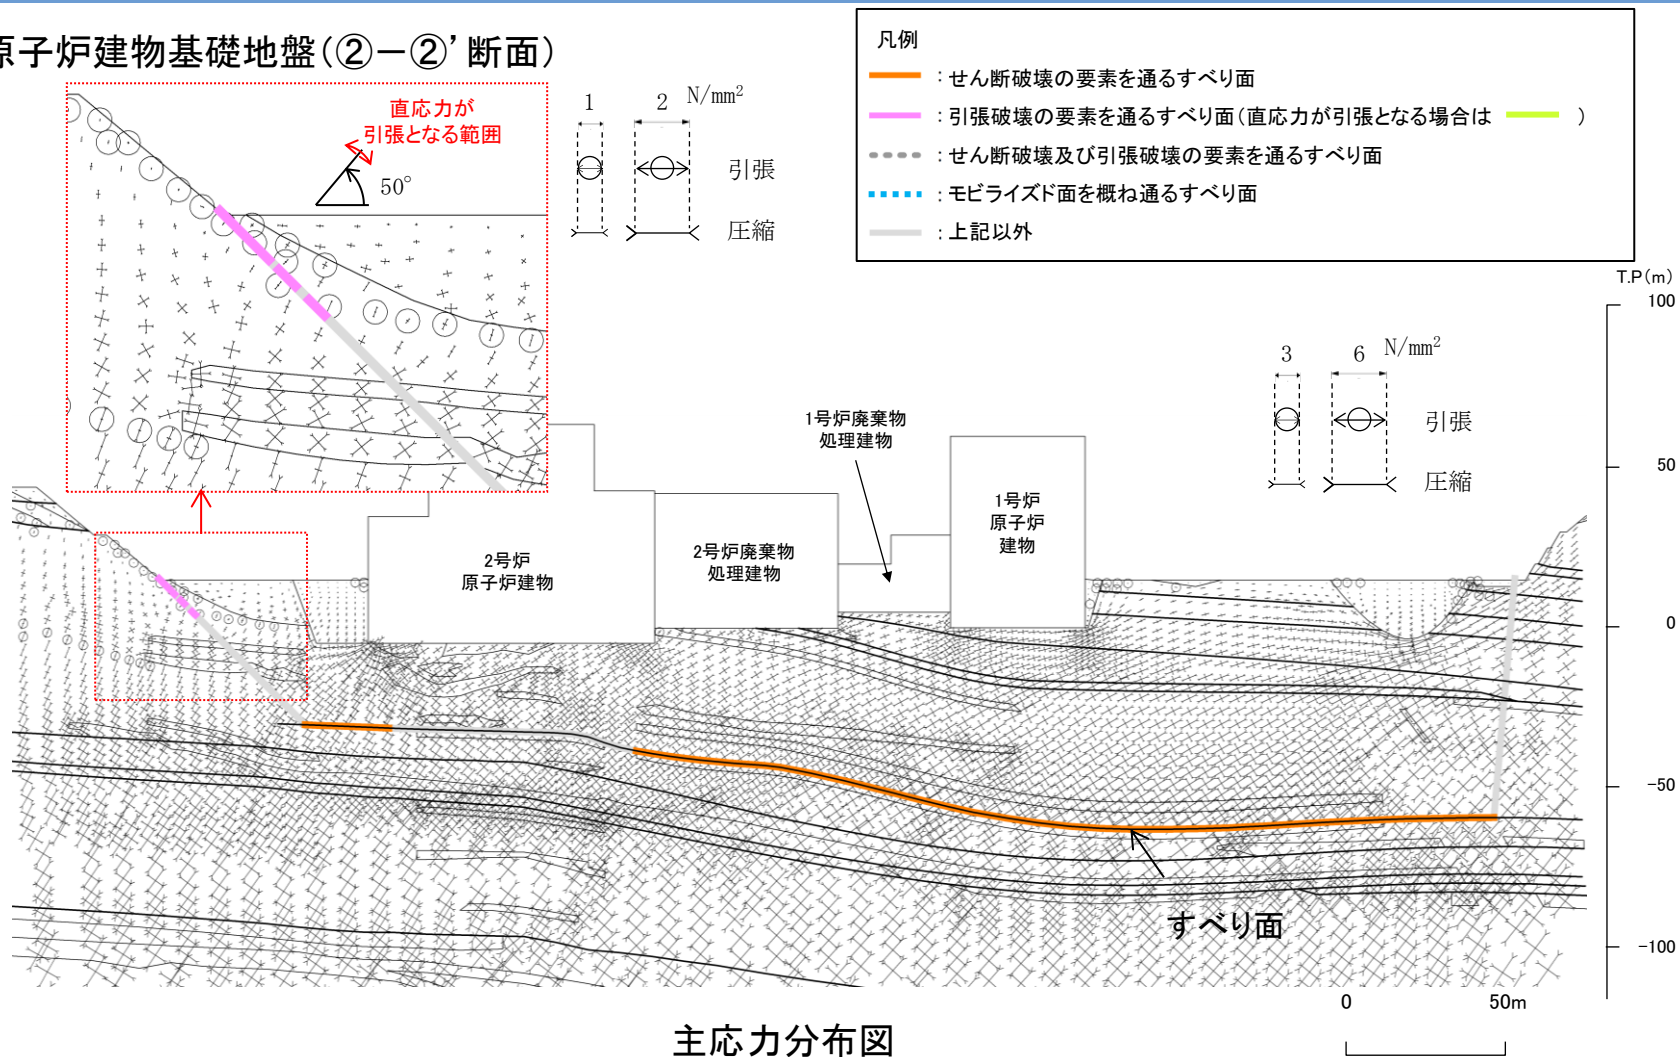 原子炉建物基礎地盤(②-②’断面)
凡例
:せん断破壊の要素を通るすべり面
:引張破壊の要素を通るすべり面(直応力が引張となる場合は　　)
:せん断破壊及び引張破壊の要素を通るすべり面
:モビライズド面を概ね通るすべり面
:上記以外
直応力が
引張となる範囲
50°
1 2 N/mm²
引張
圧縮
T.P(m)
100
50
0
-50
-100
3 6 N/mm²
引張
圧縮
1号炉廃棄物
処理建物
1号炉
原子炉
建物
2号炉
原子炉建物
2号炉廃棄物
処理建物
すべり面
0 50m
主応力分布図